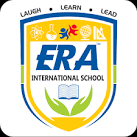 LAUGH • LEARN • LEAD
ERA
INTERNATIONAL SCHOOL